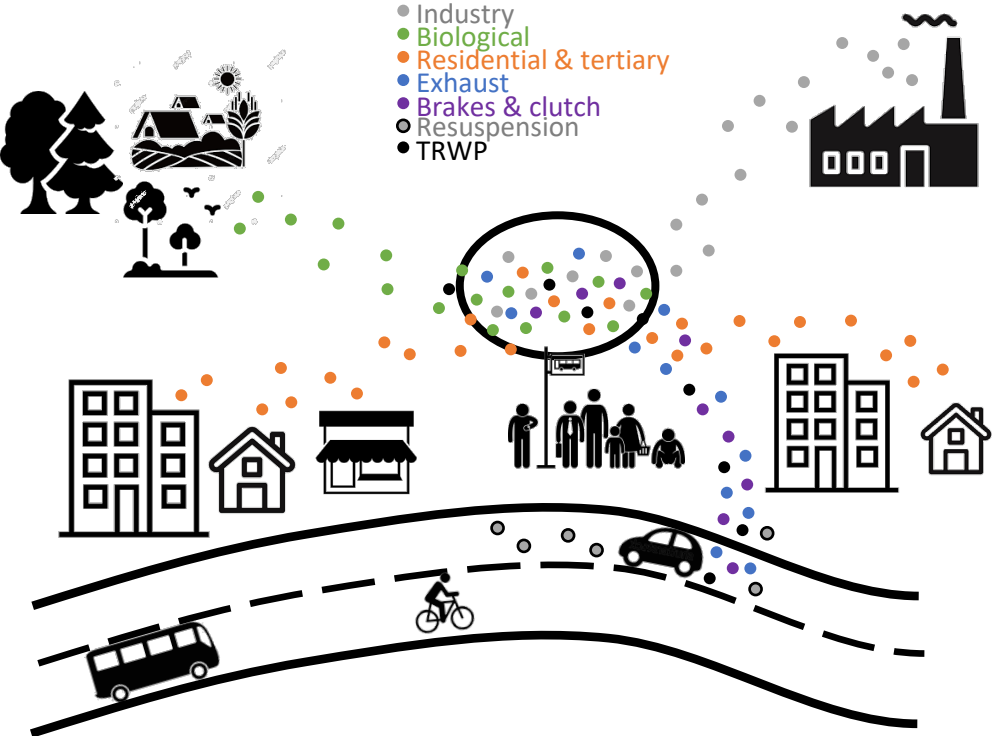 Industry
Biological
Residential & tertiary
Exhaust
Brakes & clutch
Resuspension
TRWP